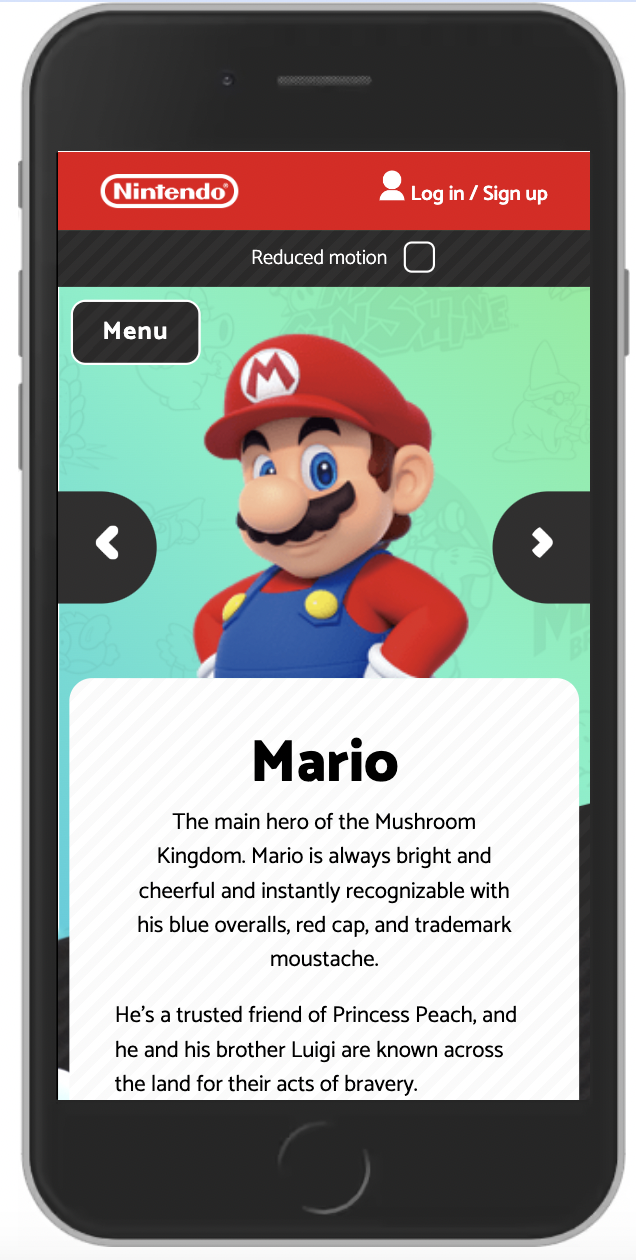 Nintendo®
Log in / Sign up
Reduced motion
Menu
M
Mario
The main hero of the Mushroom
Kingdom. Mario is always bright and
cheerful and instantly recognizable with
his blue overalls, red cap, and trademark
moustache.
He’s a trusted friend of Princess Peach, and
he and his brother Luigi are known across
the land for their acts of bravery.